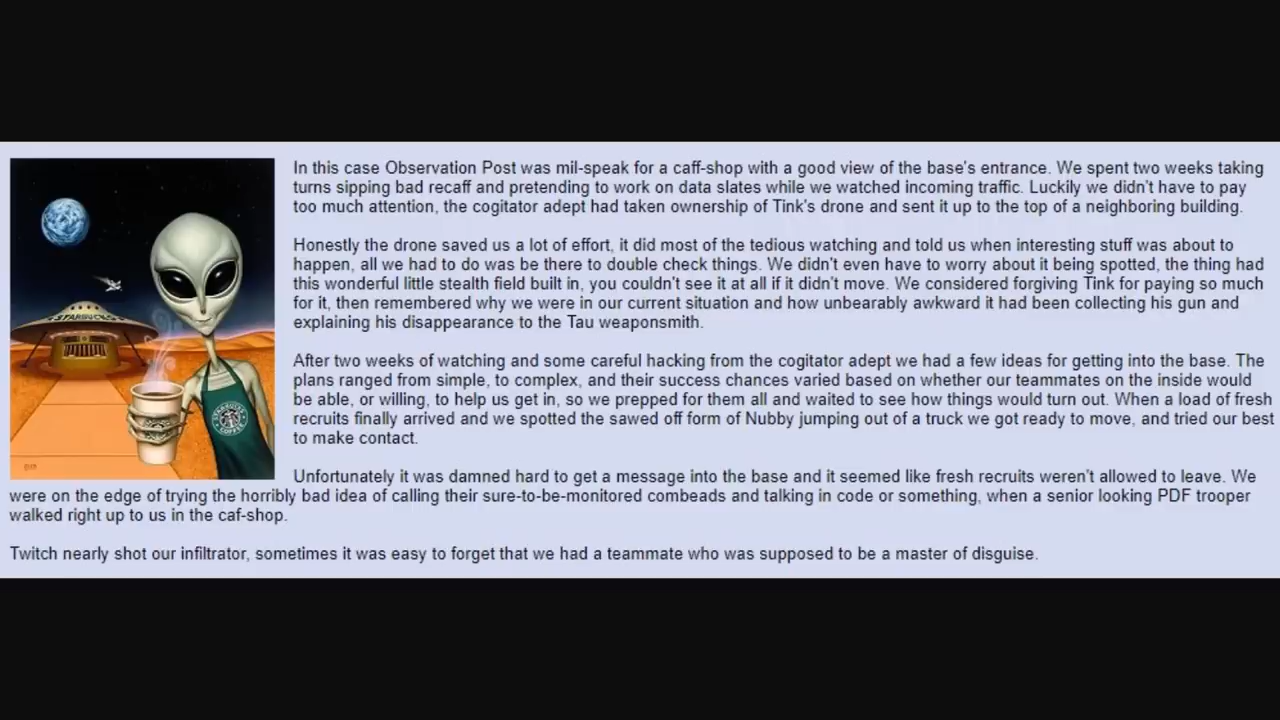 In this case Observation Post was mil-speak for a caff-shop with a good view of the base's entrance. We spent two weeks taking
turns sipping bad recaff and pretending to work on data slates while we watched incoming traffic. Luckily we didn't have to pay
too much attention, the cogitator adept had taken ownership of Tink's drone and sent it up to the top of a neighboring building.
Honestly the drone saved us a lot of effort, it did most of the tedious watching and told us when interesting stuff was about to
happen, all we had to do was be there to double check things. We didn't even have to worry about it being spotted, the thing had
this wonderful little stealth field built in, you couldn't see it at all if it didn't move. We considered forgiving Tink for paying so much
for it, then remembered why we were in our current situation and how unbearably awkward it had been collecting his gun and
explaining his disappearance to the Tau weaponsmith.
After two weeks of watching and some careful hacking from the cogitator adept we had a few ideas for getting into the base. The
plans ranged from simple, to complex, and their success chances varied based on whether our teammates on the inside would
be able, or willing, to help us get in, so we prepped for them all and waited to see how things would turn out. When a load of fresh
recruits finally arrived and we spotted the sawed off form of Nubby jumping out of a truck we got ready to move, and tried our best
to make contact.
Unfortunately it was damned hard to get a message into the base and it seemed like fresh recruits weren't allowed to leave. We
were on the edge of trying the horribly bad idea of calling their sure-to-be-monitored combeads and talking in code or something, when a senior looking PDF trooper
walked right up to us in the caf-shop.
Twitch nearly shot our infiltrator, sometimes it was easy to forget that we had a teammate who was supposed to be a master of disguise.
STARBUCKS
STARBUCKS
COFFEE